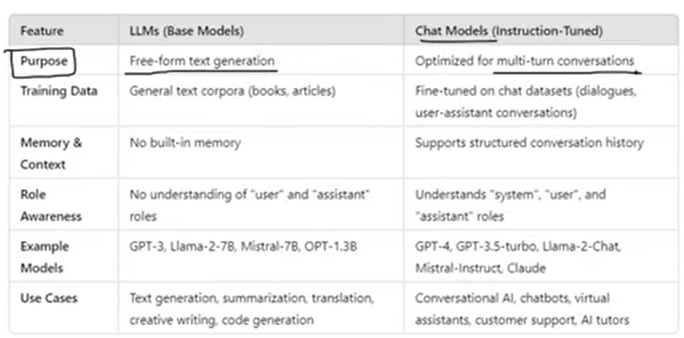 Feature LLMs (Base Models) Chat Models (Instruction-Tuned)
Purpose Free-form text generation Optimized for multi-turn conversations
Training Data General text corpora (books, articles) Fine-tuned on chat datasets (dialogues,
user-assistant conversations)
Memory & No built-in memory Supports structured conversation history
Context
Role No understanding of "user" and "assistant" Understands "system", "user", and
Awareness roles "assistant" roles
Example GPT-3, Llama-2-7B, Mistral-7B, OPT-1.3B GPT-4, GPT-3.5-turbo, Llama-2-Chat,
Models Mistral-Instruct, Claude
Use Cases Text generation, summarization, translation, Conversational AI, chatbots, virtual
creative writing, code generation assistants, customer support, AI tutors